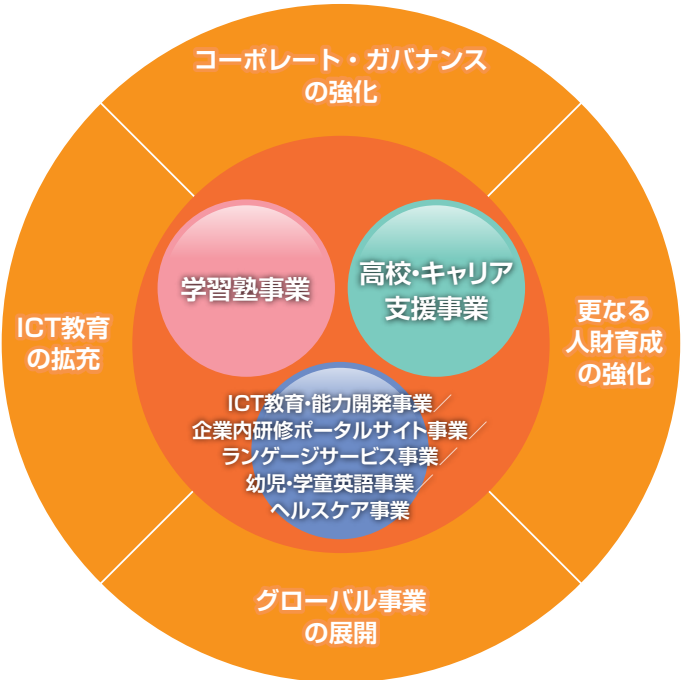 コーポレート・ガバナンス
の強化
学習塾事業
高校・キャリア
支援事業
ICT教育
の拡充
更なる
人財育成
の強化
ICT教育・能力開発事業／
企業内研修ポータルサイト事業／
ランゲージサービス事業／
幼児・学童英語事業／
ヘルスケア事業
グローバル事業
の展開